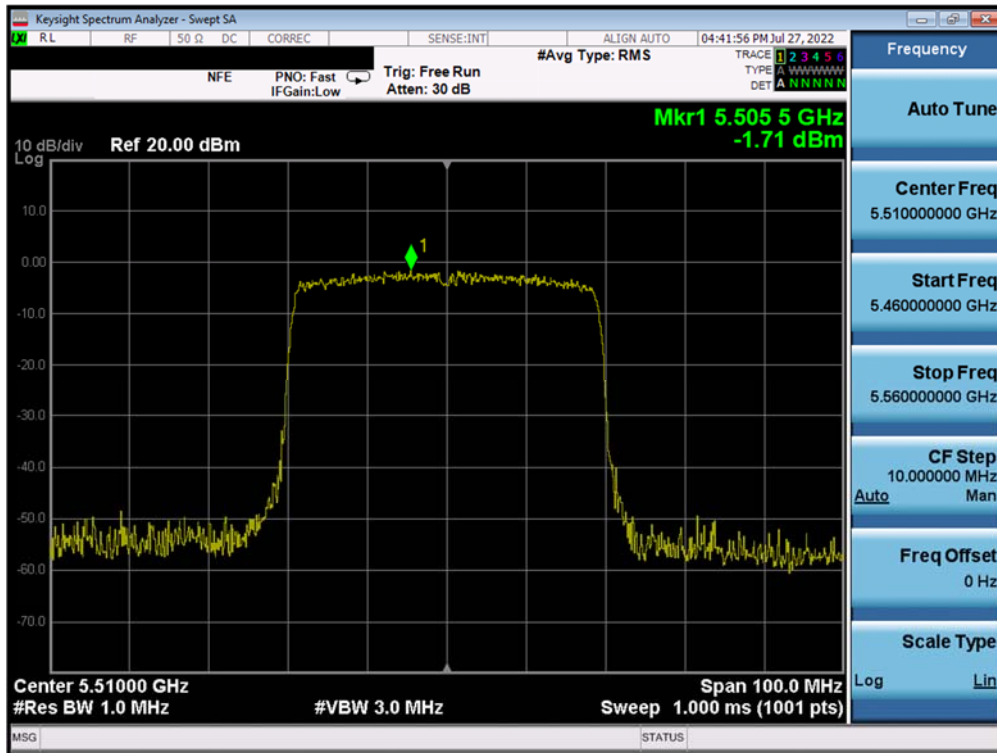 Keysight Spectrum Analyzer - Swept SA
LXI RL RF 50 Ω DC CORREC SENSE:INT ALIGN AUTO 04:41:56 PM Jul 27, 2022
Frequency
#Avg Type: RMS TRACE 1 2 3 4 5 6
NFE PNO: Fast Trig: Free Run TYPE A WWWWW
IFGain:Low Atten: 30 dB DET A N N N N N
Auto Tune
Mkr1 5.505 5 GHz
-1.71 dBm
10 dB/div Ref 20.00 dBm
Log
Center Freq
5.510000000 GHz
10.0
0.00
-10.0
-20.0
-30.0
-40.0
-50.0
-60.0
-70.0
1
Start Freq
5.460000000 GHz
Stop Freq
5.560000000 GHz
CF Step
10.000000 MHz
Auto Man
Freq Offset
0 Hz
Scale Type
Log Lin
Center 5.51000 GHz Span 100.0 MHz
#Res BW 1.0 MHz #VBW 3.0 MHz Sweep 1.000 ms (1001 pts)
MSG STATUS